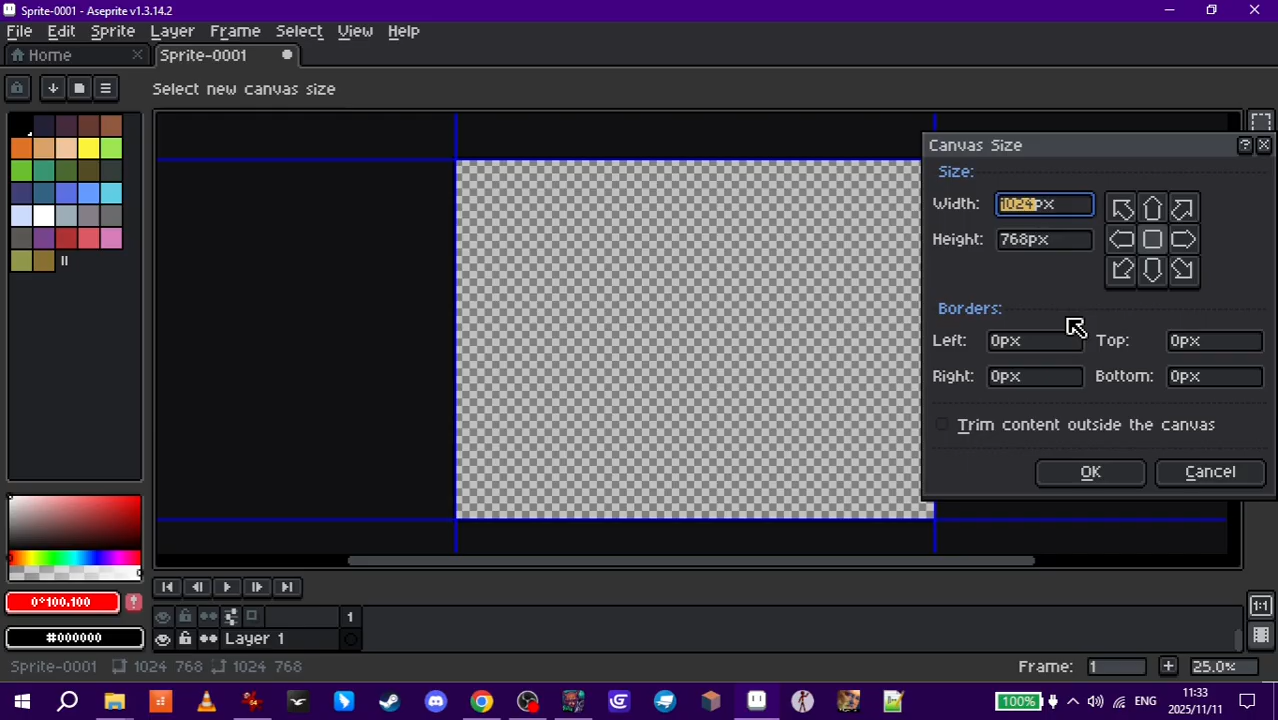 Sprite-0001 - Aseprite v1.3.14.2
File Edit Sprite Layer Frame Select View Help
Home Sprite-0001
Select new canvas size
Canvas Size ?
Size:
Width: 1024px
Height: 768px
Borders:
Left: 0px Top: 0px
Right: 0px Bottom: 0px
Trim content outside the canvas
OK Cancel
0°100,100 !
1
#000000 Layer 1
Sprite-0001 1024 768 1024 768 Frame: 1 + 25.0%
1:1
100% ENG 11:33
2025/11/11